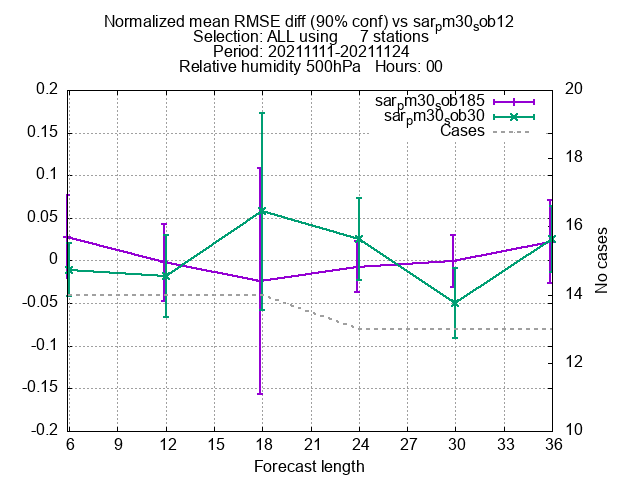 Normalized mean RMSE diff (90% conf) vs sarpm30sob12
Selection: ALL using 7 stations
Period: 20211111-20211124
Relative humidity 500hPa Hours: 00
sarpm30sob185
sarpm30sob30
Cases
0.2
0.15
0.1
0.05
0
-0.05
-0.1
-0.15
-0.2
20
18
16
14
12
10
No cases
6 9 12 15 18 21 24 27 30 33 36
Forecast length